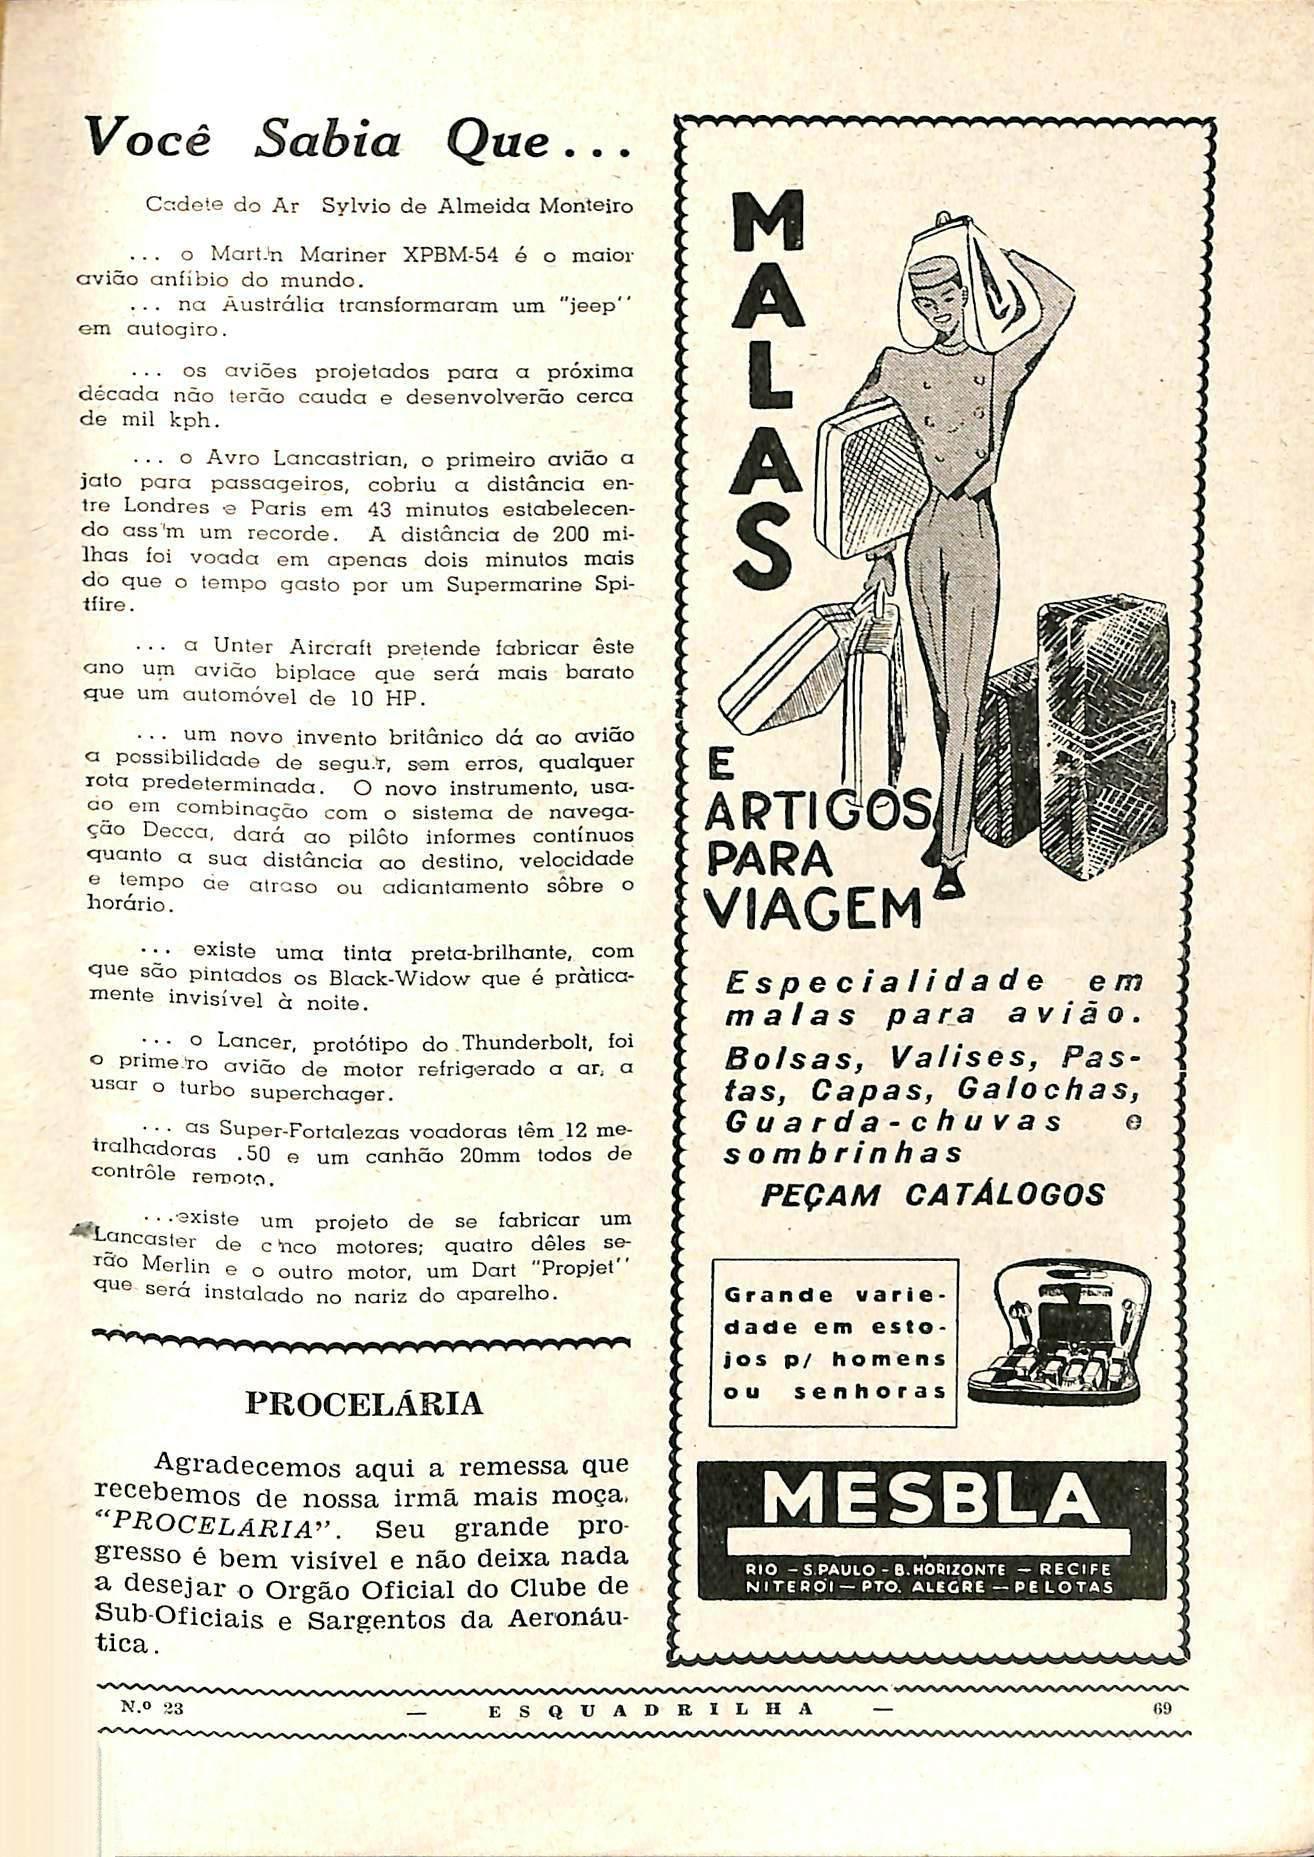 Você Sabia Que...
Cadete do Ar Sylvio de Almeida Monteiro
... o Martin Mariner XPBM-54 é o maior
avião anfíbio do mundo.
... na Austrália transformaram um "jeep"
em autogiro.
... os aviões projetados para a próxima
década não terão cauda e desenvolverão cerca
de mil kph.
... o Avro Lancastrian, o primeiro avião a
jato para passageiros, cobriu a distância en-
tre Londres e Paris em 43 minutos estabelecen-
do ass'm um recorde. A distância de 200 mi-
lhas foi voada em apenas dois minutos mais
do que o tempo gasto por um Supermarine Spi-
tfire.
... a Unter Aircraft pretende fabricar êste
ano um avião biplace que será mais barato
que um automóvel de 10 HP.
... um novo invento britânico dá ao avião
a possibilidade de seguir, sem erros, qualquer
rota predeterminada. O novo instrumento, usa-
do em combinação com o sistema de navega-
ção Decca, dará ao pilôto informes contínuos
quanto a sua distância ao destino, velocidade
e tempo de atraso ou adiantamento sôbre o
horário.
... existe uma tinta preta-brilhante, com
que são pintados os Black-Widow que é pràtica-
mente invisível à noite.
... o Lancer, protótipo do Thunderbolt, foi
o primeiro avião de motor refrigerado a ar, a
usar o turbo superchager.
... as Super-Fortalezas voadoras têm 12 me-
tralhadoras .50 e um canhão 20mm todos de
contrôle remoto.
...existe um projeto de se fabricar um
Lancaster de cinco motores; quatro dêles se-
rão Merlin e o outro motor, um Dart "Propjet"
que será instalado no nariz do aparelho.
PROCELÁRIA
Agradecemos aqui a remessa que
recebemos de nossa irmã mais moça,
"PROCELÁRIA". Seu grande pro-
gresso é bem visível e não deixa nada
a desejar o Orgão Oficial do Clube de
Sub-Oficiais e Sargentos da Aeronáu-
tica.
MALAS
E
ARTIGOS
PARA
VIAGEM
Especialidade em
malas para avião.
Bolsas, Valises, Pas-
tas, Capas, Galochas,
Guarda-chuvas e
sombrinhas
PEÇAM CATÁLOGOS
Grande varie-
dade em esto-
jos p/ homens
ou senhoras
MESBLA
RIO - S. PAULO - B. HORIZONTE - RECIFE
NITEROI - PTO. ALEGRE - PELOTAS
N.º 23 — ESQUADRILHA — 69